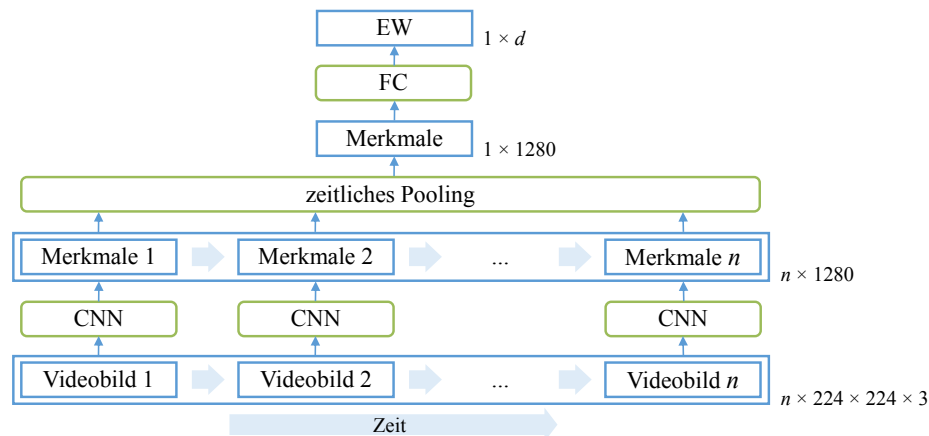 EW
1 × d
FC
Merkmale
1 × 1280
zeitliches Pooling
Merkmale 1
Merkmale 2
...
Merkmale n
n × 1280
CNN
CNN
CNN
Videobild 1
Videobild 2
...
Videobild n
n × 224 × 224 × 3
Zeit